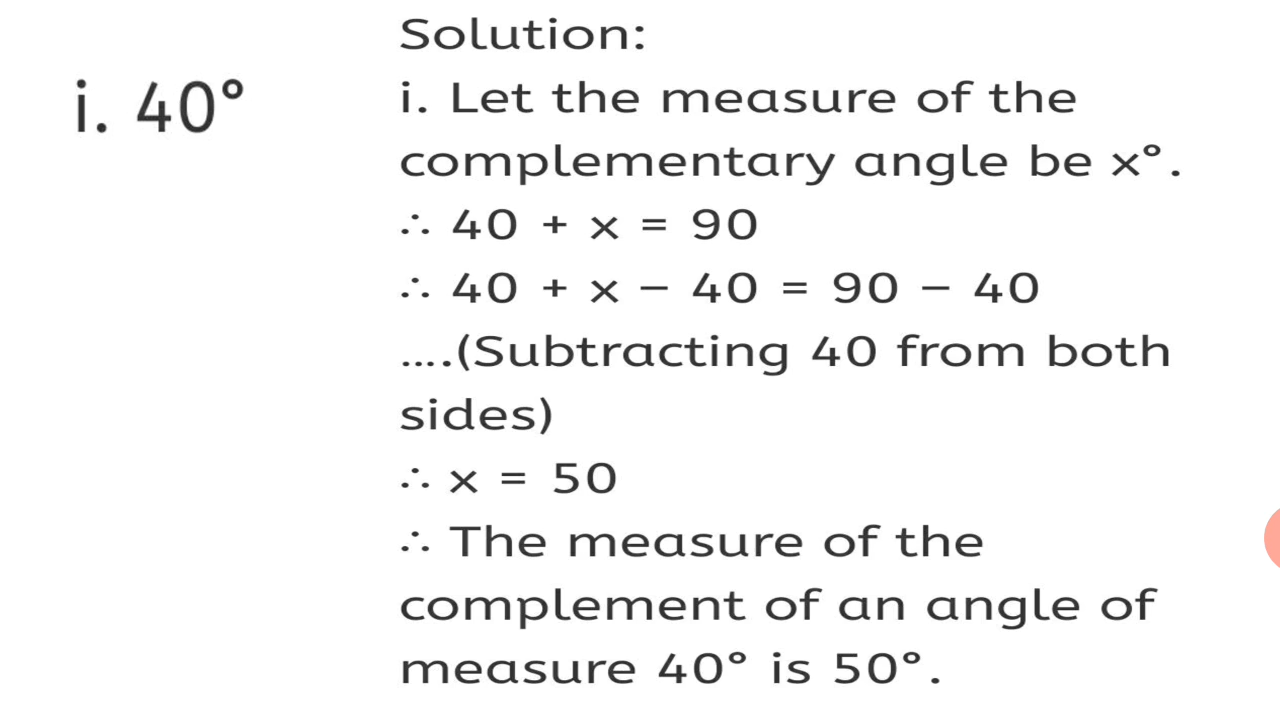 i. 40°
Solution:
i. Let the measure of the
complementary angle be x°.
∴ 40 + x = 90
∴ 40 + x – 40 = 90 – 40
….(Subtracting 40 from both
sides)
∴ x = 50
∴ The measure of the
complement of an angle of
measure 40° is 50°.